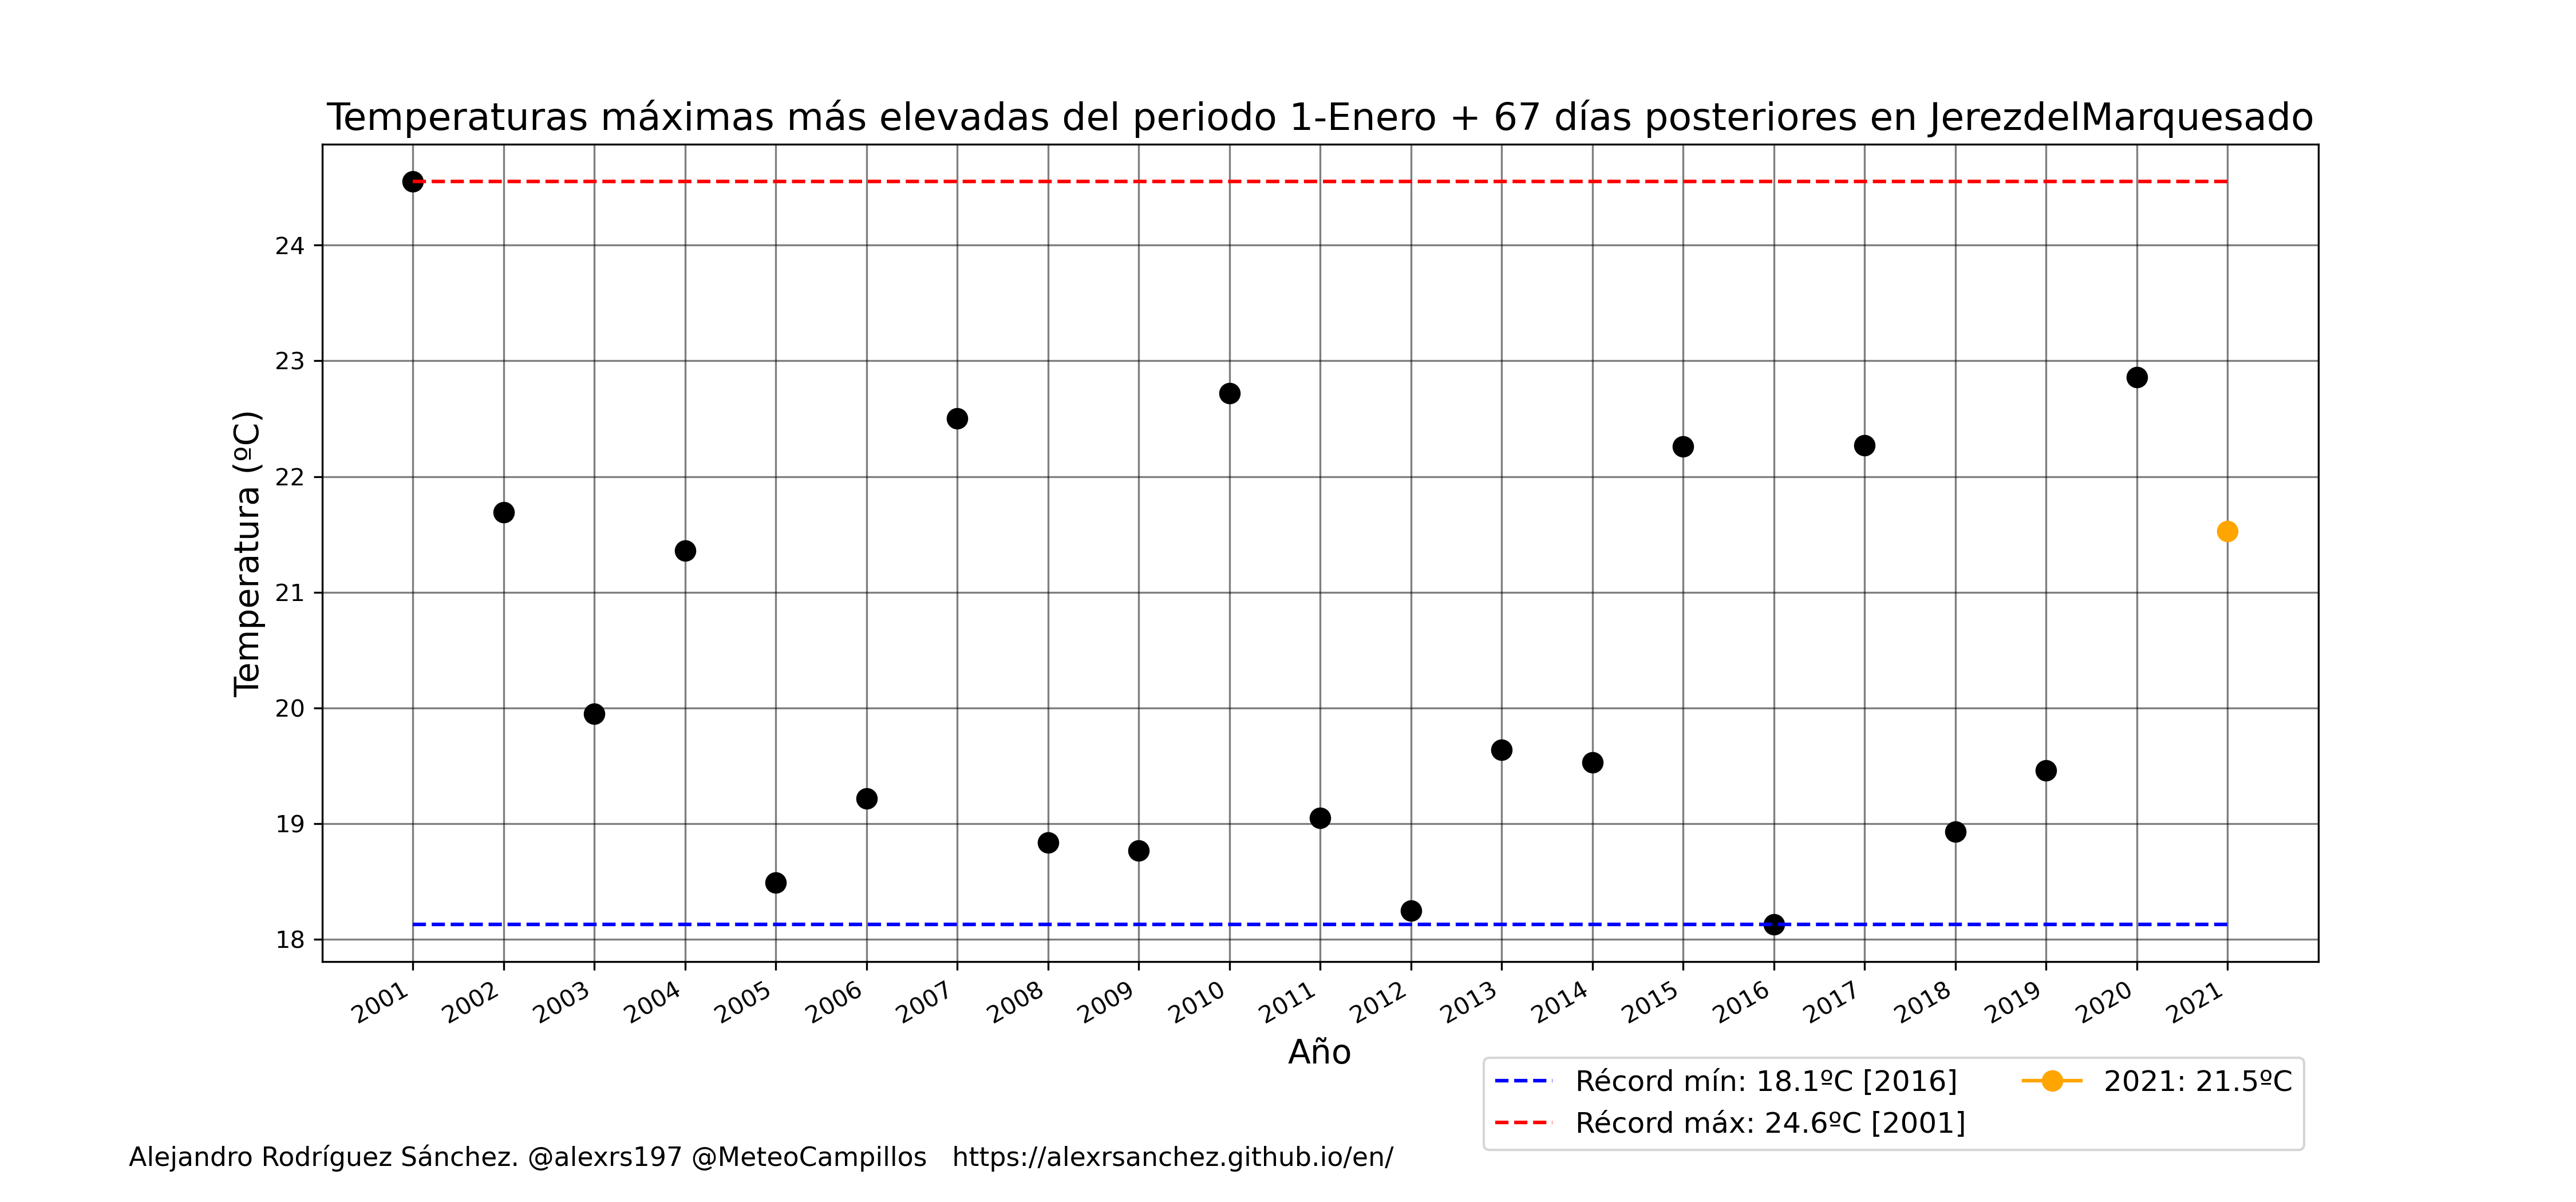 Temperaturas máximas más elevadas del periodo 1-Enero + 67 días posteriores en JerezdelMarquesado
Temperatura (ºC)
24
23
22
21
20
19
18
2001 2002 2003 2004 2005 2006 2007 2008 2009 2010 2011 2012 2013 2014 2015 2016 2017 2018 2019 2020 2021
Año
Récord mín: 18.1ºC [2016]
Récord máx: 24.6ºC [2001]
2021: 21.5ºC
Alejandro Rodríguez Sánchez. @alexrs197 @MeteoCampillos https://alexrsanchez.github.io/en/